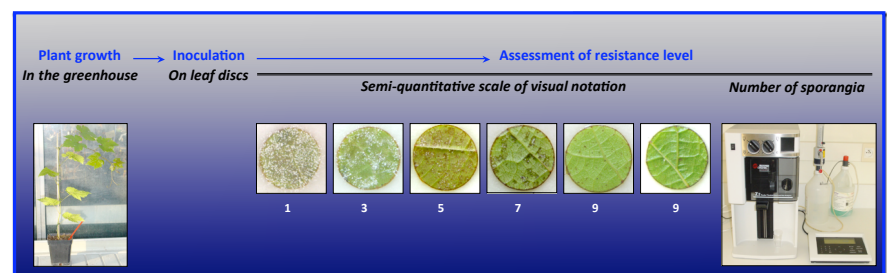 Plant growth
In the greenhouse
Inoculation
On leaf discs
Assessment of resistance level
Semi-quantitative scale of visual notation
Number of sporangia
1 3 5 7 9 9